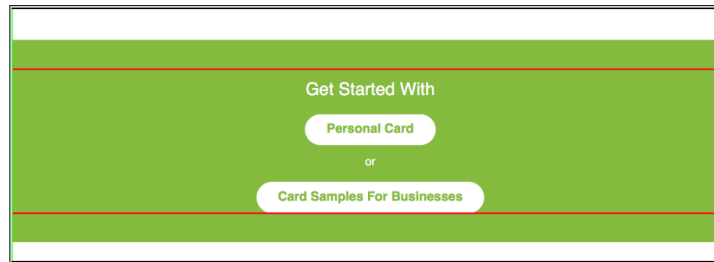 Get Started With
Personal Card
or
Card Samples For Businesses